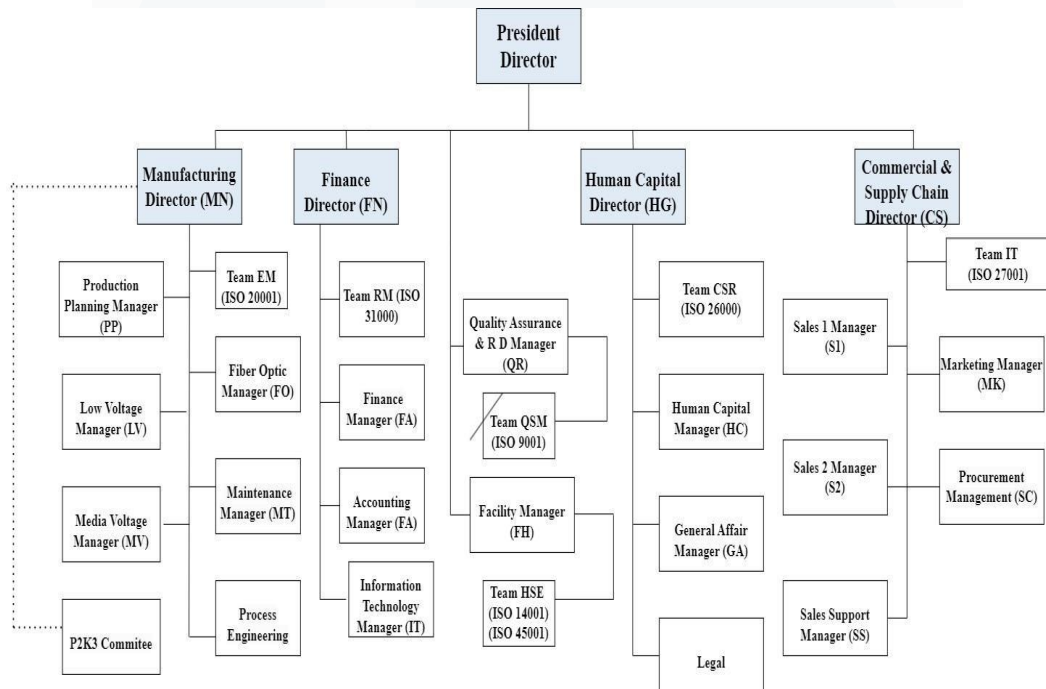 President
Director
Manufacturing
Director (MN)
Finance
Director (FN)
Human Capital
Director (HG)
Commercial &
Supply Chain
Director (CS)
Production
Planning Manager
(PP)
Team EM
(ISO 20001)
Low Voltage
Manager (LV)
Fiber Optic
Manager (FO)
Media Voltage
Manager (MV)
Maintenance
Manager (MT)
P2K3 Commitee
Process
Engineering
Team RM (ISO
31000)
Finance
Manager (FA)
Accounting
Manager (FA)
Information
Technology
Manager (IT)
Quality Assurance
& R D Manager
(QR)
Team QSM
(ISO 9001)
Facility Manager
(FH)
Team HSE
(ISO 14001)
(ISO 45001)
Team CSR
(ISO 26000)
Human Capital
Manager (HC)
General Affair
Manager (GA)
Legal
Team IT
(ISO 27001)
Sales 1 Manager
(S1)
Marketing Manager
(MK)
Sales 2 Manager
(S2)
Procurement
Management (SC)
Sales Support
Manager (SS)